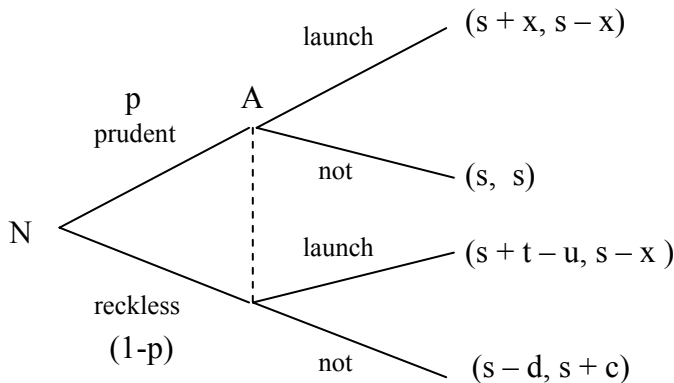 launch
(s + x, s – x)
p
A
prudent
not
(s, s)
N
launch
(s + t – u, s – x )
reckless
(1-p)
not
(s – d, s + c)